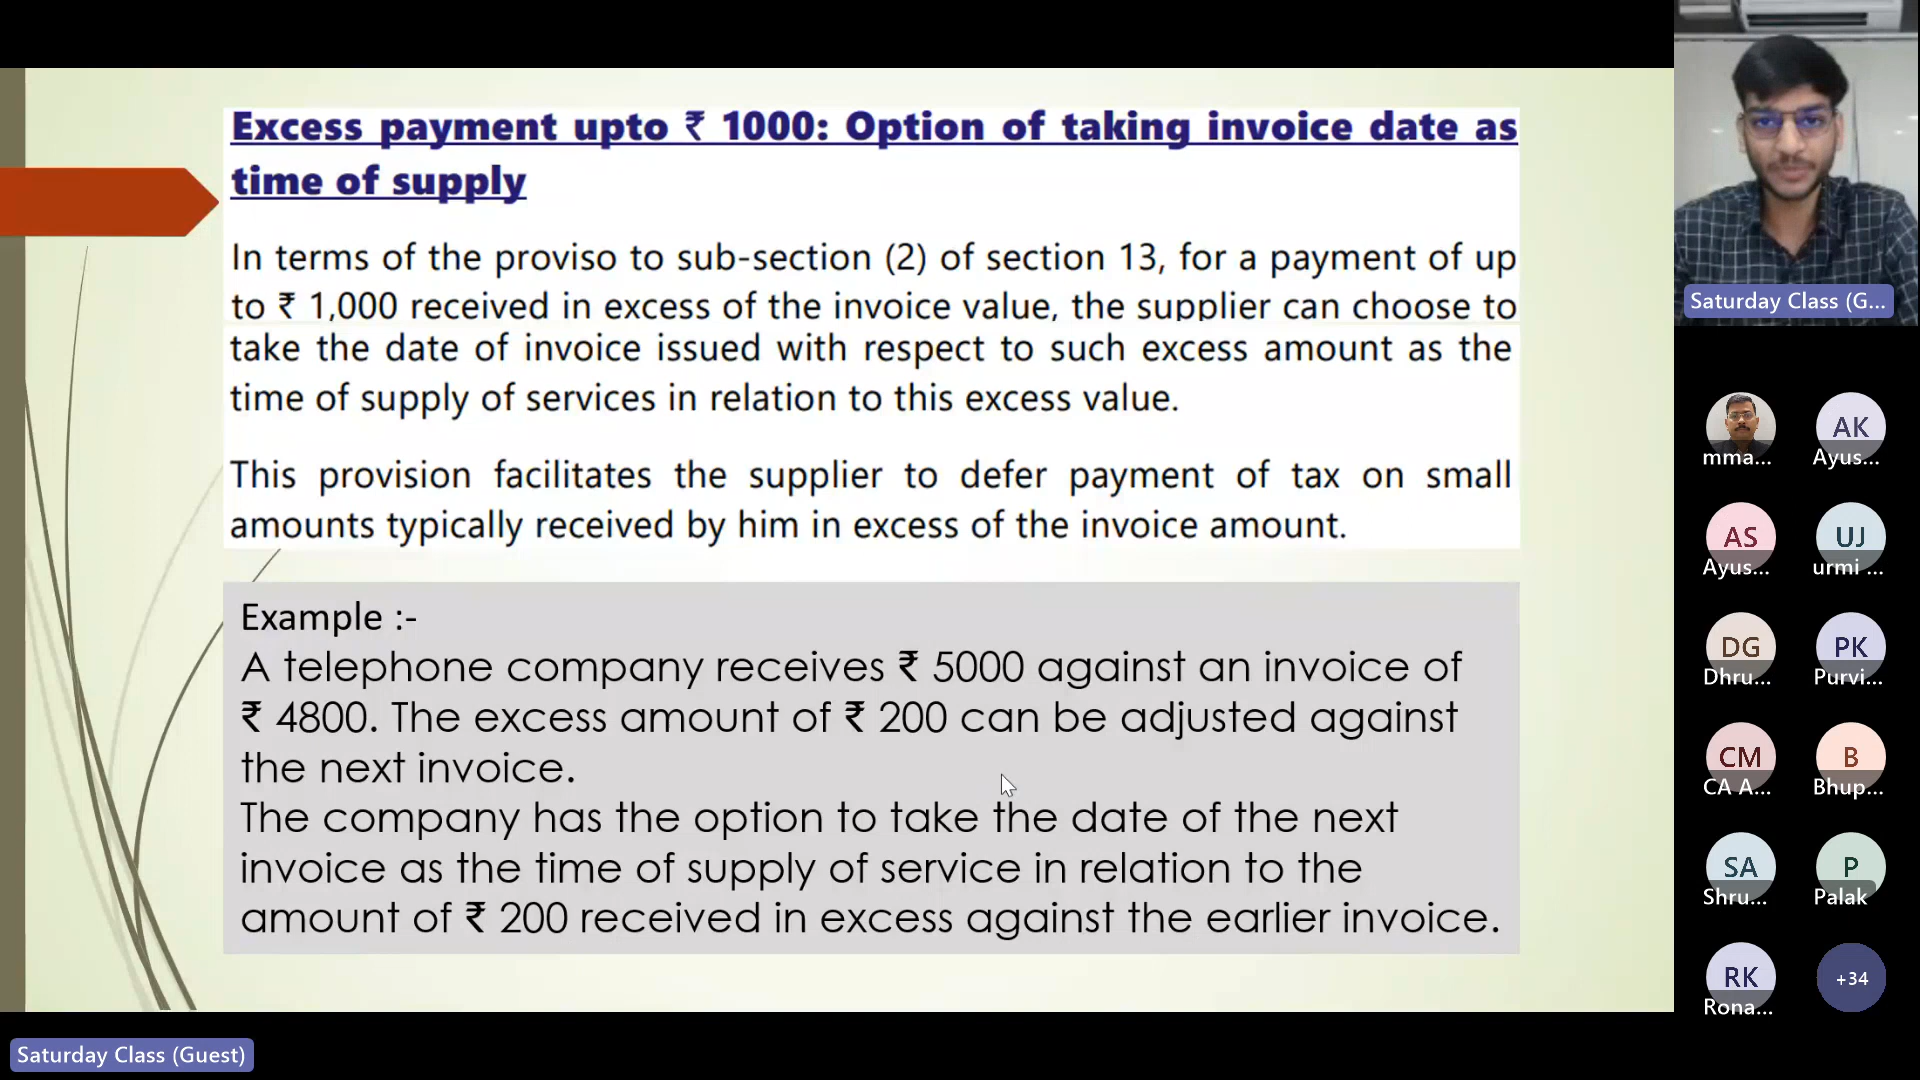 Excess payment upto ₹ 1000: Option of taking invoice date as
time of supply
In terms of the proviso to sub-section (2) of section 13, for a payment of up
to ₹ 1,000 received in excess of the invoice value, the supplier can choose to
take the date of invoice issued with respect to such excess amount as the
time of supply of services in relation to this excess value.
This provision facilitates the supplier to defer payment of tax on small
amounts typically received by him in excess of the invoice amount.
Example :-
A telephone company receives ₹ 5000 against an invoice of
₹ 4800. The excess amount of ₹ 200 can be adjusted against
the next invoice.
The company has the option to take the date of the next
invoice as the time of supply of service in relation to the
amount of ₹ 200 received in excess against the earlier invoice.
Saturday Class (Guest)
Saturday Class (G...
mma...
AK
Ayus...
AS
Ayus...
UJ
urmi ...
DG
Dhru...
PK
Purvi...
CM
CA A...
B
Bhup...
SA
Shru...
P
Palak
RK
Rona...
+34